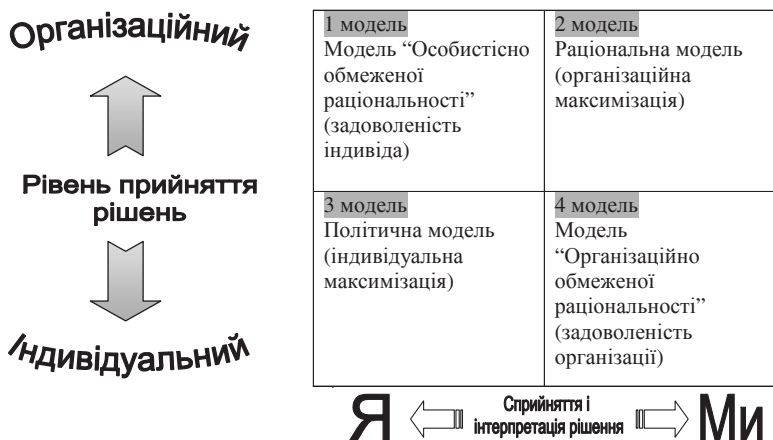 Організаційний
Рівень прийняття
рішень
Індивідуальний
1 модель
Модель “Особистісно
обмеженої
раціональності”
(задоволеність
індивіда)
2 модель
Раціональна модель
(організаційна
максимізація)
3 модель
Політична модель
(індивідуальна
максимізація)
4 модель
Модель
“Організаційно
обмеженої
раціональності”
(задоволеність
організації)
Я
Сприйняття і
інтерпретація рішення
Ми